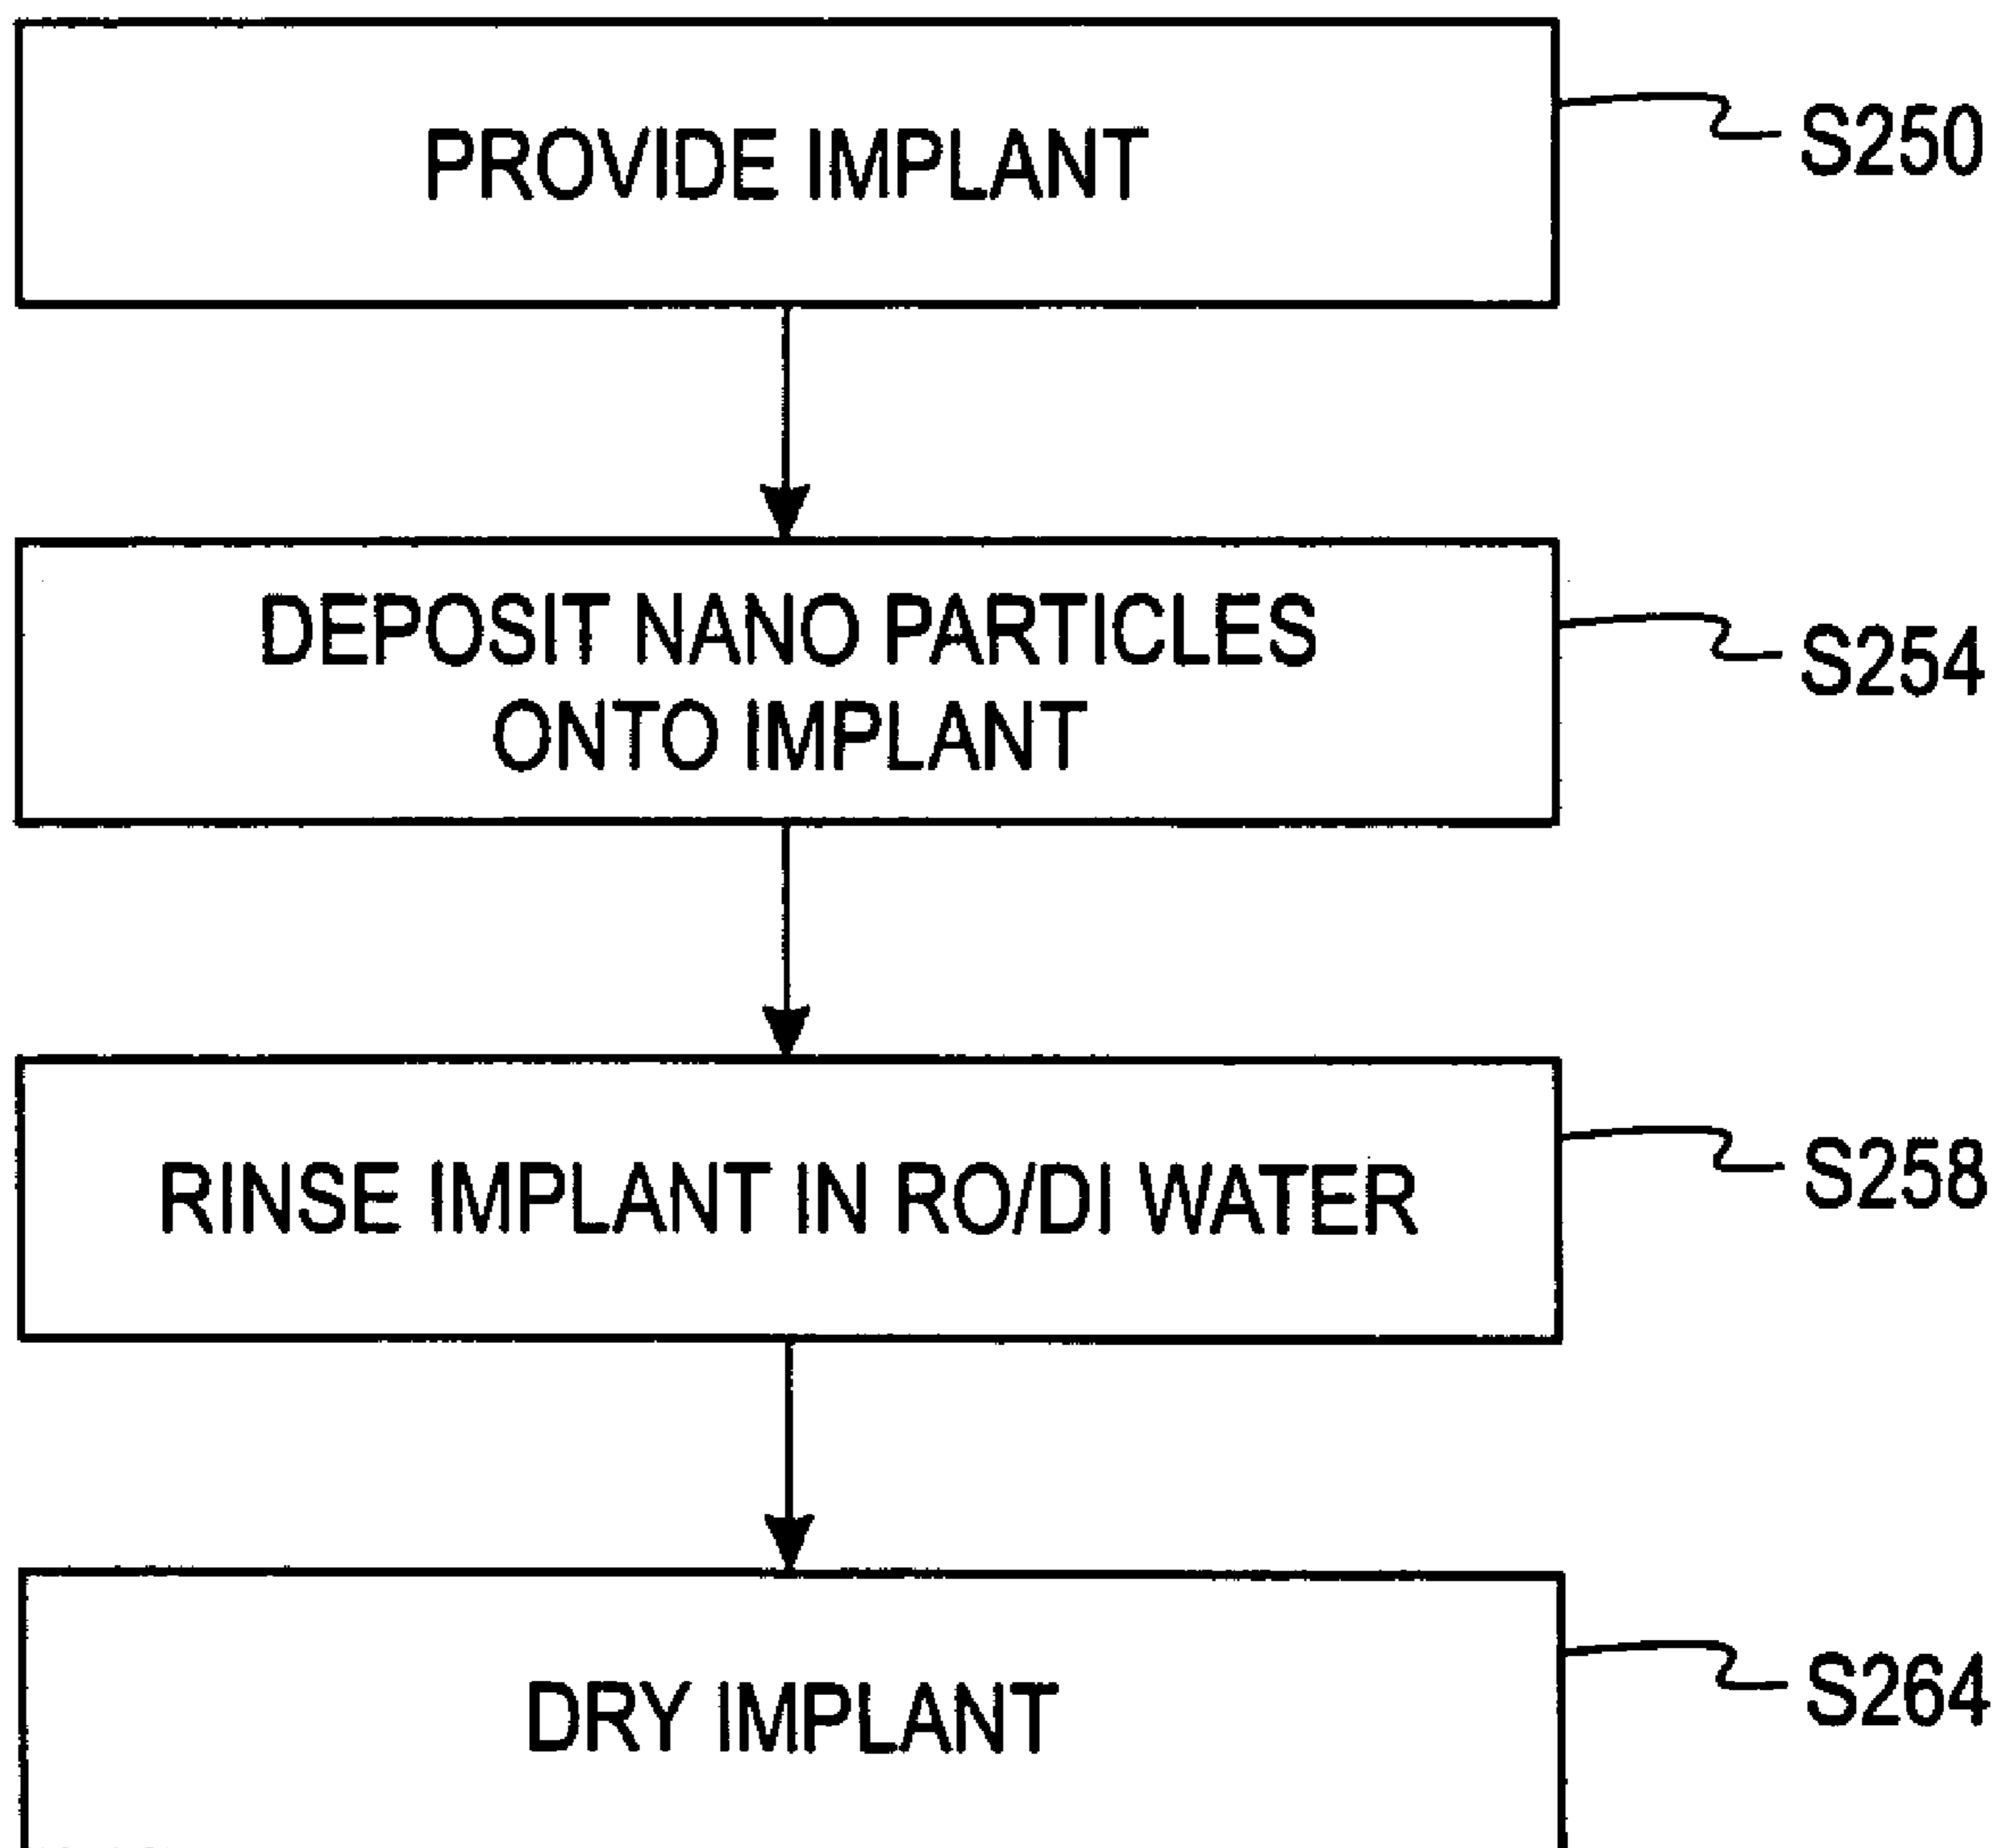 PROVIDE IMPLANT
S250
DEPOSIT NANO PARTICLES
ONTO IMPLANT
S254
RINSE IMPLANT IN RO/DI WATER
S258
DRY IMPLANT
S264